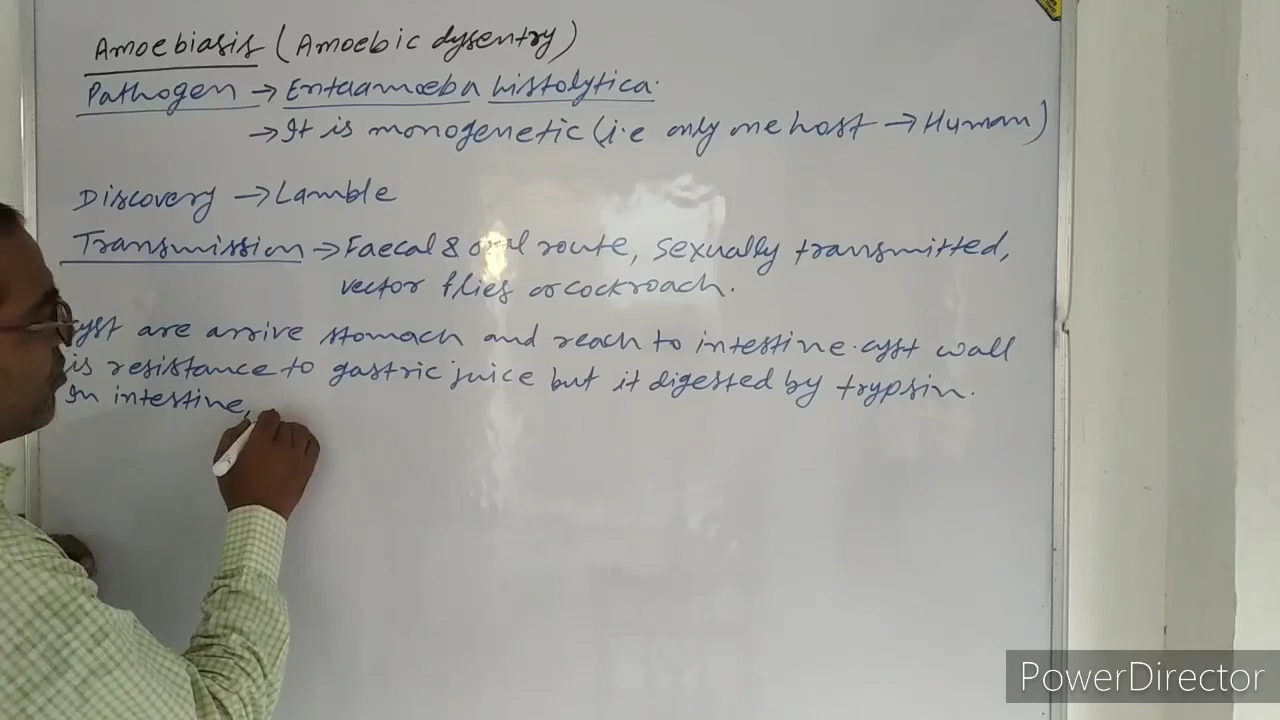 Amoebiasis (Amoebic dysentry)
Pathogen → Entaamoeba histolytica.
→ It is monogenetic (i.e only one host → Human)
Discovery → Lamble
Transmission → Faecal & oral route, sexually transmitted,
vector flies or cockroach.
yst are arrive stomach and reach to intestine. cyst wall
is resistance to gastric juice but it digested by trypsin.
In intestine,
PowerDirector